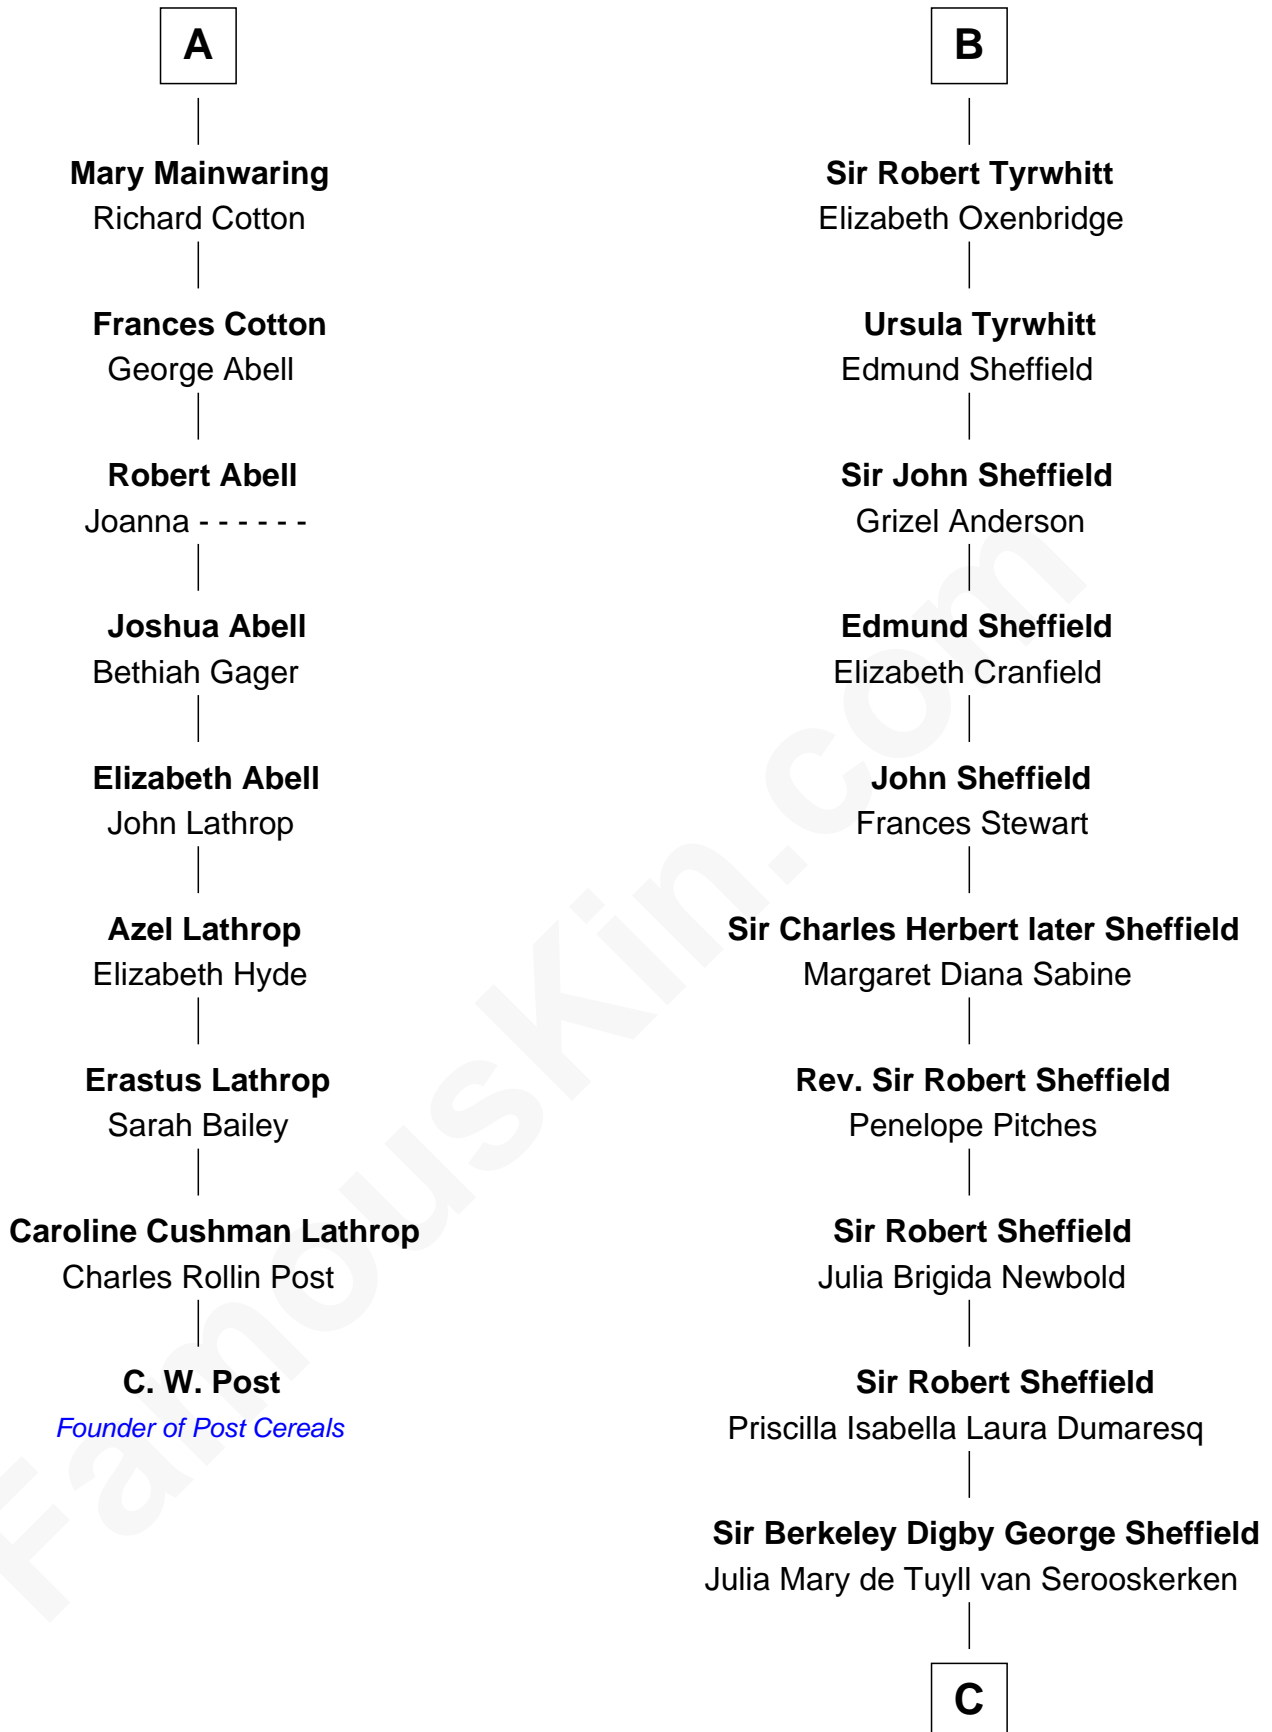 A
Mary Mainwaring
Richard Cotton
Frances Cotton
George Abell
Robert Abell
Joanna - - - - - -
Joshua Abell
Bethiah Gager
Elizabeth Abell
John Lathrop
Azel Lathrop
Elizabeth Hyde
Erastus Lathrop
Sarah Bailey
Caroline Cushman Lathrop
Charles Rollin Post
C. W. Post
Founder of Post Cereals
B
Sir Robert Tyrwhitt
Elizabeth Oxenbridge
Ursula Tyrwhitt
Edmund Sheffield
Sir John Sheffield
Grizel Anderson
Edmund Sheffield
Elizabeth Cranfield
John Sheffield
Frances Stewart
Sir Charles Herbert later Sheffield
Margaret Diana Sabine
Rev. Sir Robert Sheffield
Penelope Pitches
Sir Robert Sheffield
Julia Brigida Newbold
Sir Robert Sheffield
Priscilla Isabella Laura Dumaresq
Sir Berkeley Digby George Sheffield
Julia Mary de Tuyll van Serooskerken
C
FamousKin.com